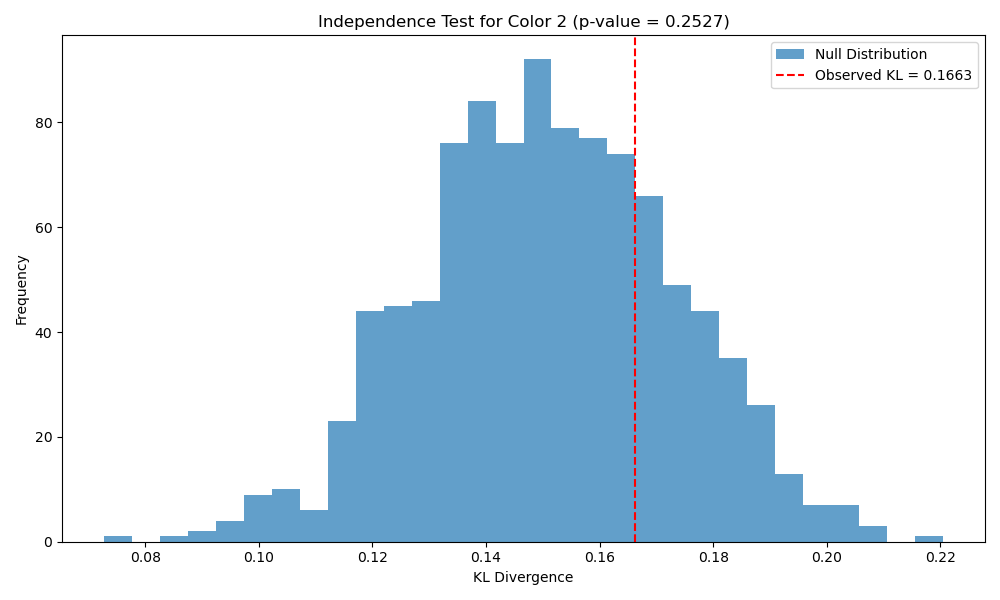 Independence Test for Color 2 (p-value = 0.2527)
Null Distribution
Observed KL = 0.1663
Frequency
80
60
40
20
0
0.08 0.10 0.12 0.14 0.16 0.18 0.20 0.22
KL Divergence